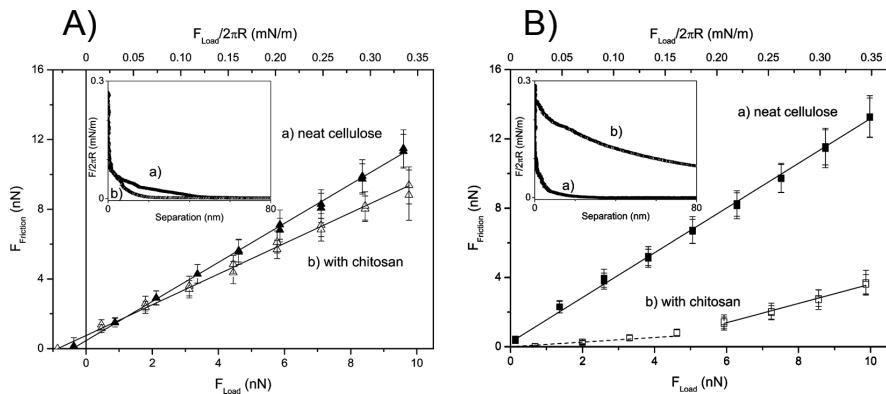 A)
F_Load/2πR (mN/m)
0 0.05 0.10 0.15 0.20 0.25 0.30 0.35
16
12
8
4
0
F_Friction (nN)
0 2 4 6 8 10
F_Load (nN)
a) neat cellulose
b) with chitosan
0.3
F/2πR (mN/m)
0
a)
b)
0 80
Separation (nm)
B)
F_Load/2πR (mN/m)
0 0.05 0.10 0.15 0.20 0.25 0.30 0.35
16
12
8
4
0
F_Friction (nN)
0 2 4 6 8 10
F_Load (nN)
a) neat cellulose
b) with chitosan
0.3
F/2πR (mN/m)
0
b)
a)
0 80
Separation (nm)